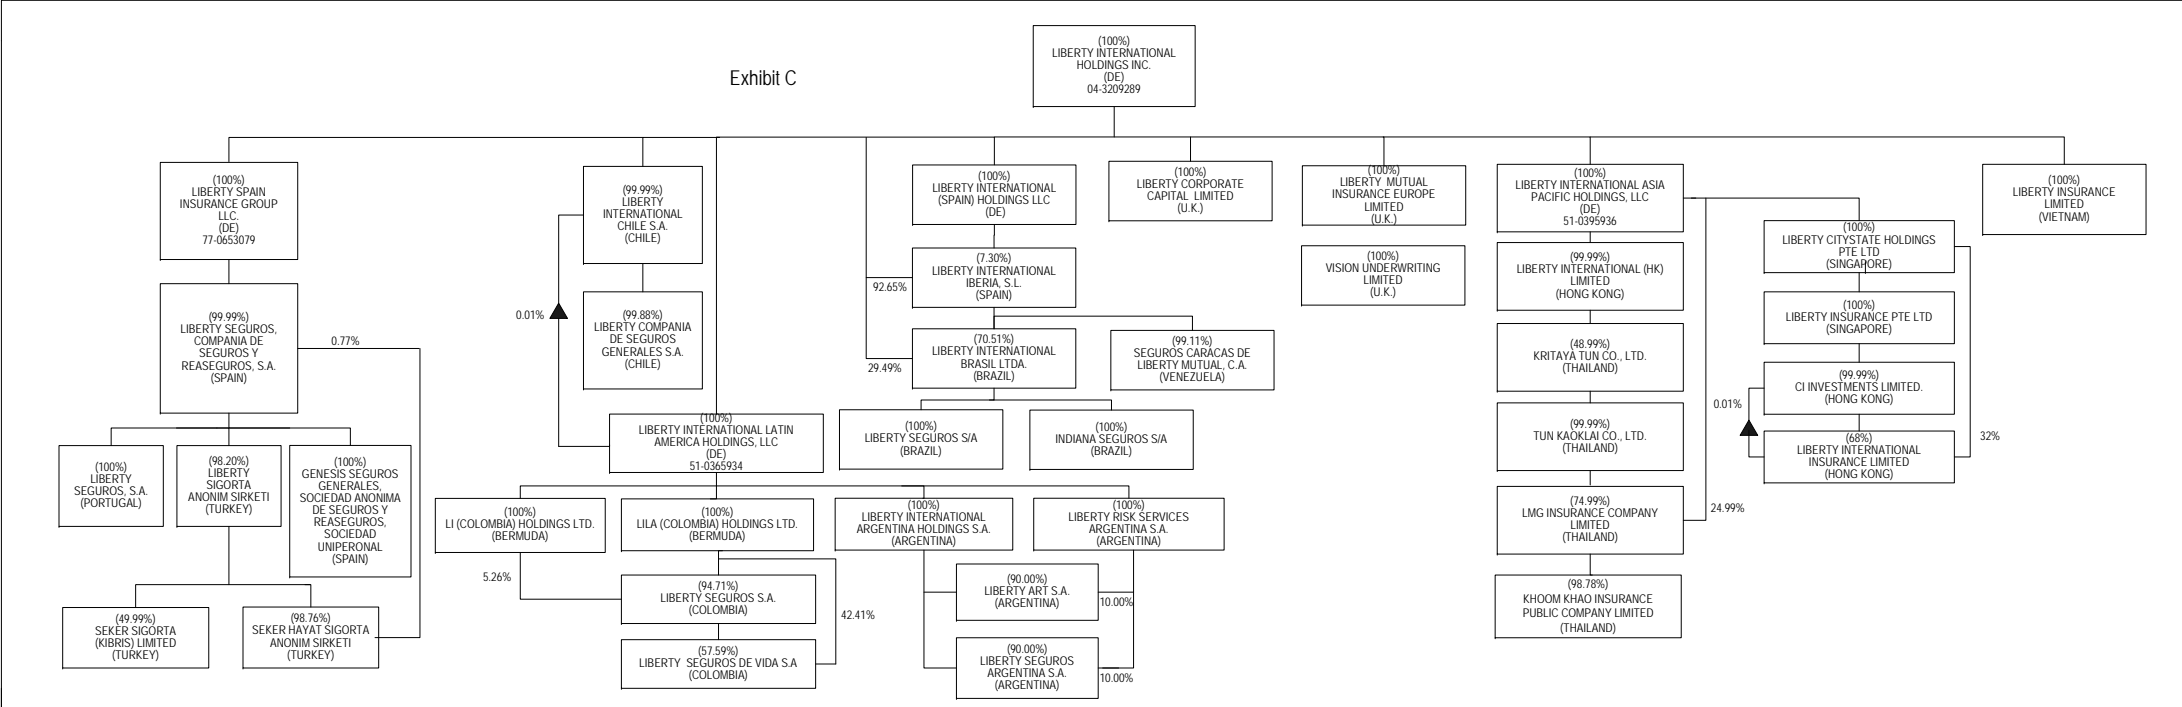 Exhibit C
(100%)
LIBERTY INTERNATIONAL
HOLDINGS INC.
(DE)
04-3209289
(100%)
LIBERTY SPAIN
INSURANCE GROUP
LLC.
(DE)
77-0653079
(99.99%)
LIBERTY SEGUROS,
COMPANIA DE
SEGUROS Y
REASEGUROS, S.A.
(SPAIN)
0.77%
(100%)
LIBERTY
SEGUROS, S.A.
(PORTUGAL)
(98.20%)
LIBERTY
SIGORTA
ANONIM SIRKETI
(TURKEY)
(100%)
GENESIS SEGUROS
GENERALES,
SOCIEDAD ANONIMA
DE SEGUROS Y
REASEGUROS,
SOCIEDAD
UNIPERONAL
(SPAIN)
(49.99%)
SEKER SIGORTA
(KIBRIS) LIMITED
(TURKEY)
(98.76%)
SEKER HAYAT SIGORTA
ANONIM SIRKETI
(TURKEY)
(99.99%)
LIBERTY
INTERNATIONAL
CHILE S.A.
(CHILE)
0.01%
(99.88%)
LIBERTY COMPANIA
DE SEGUROS
GENERALES S.A.
(CHILE)
(100%)
LIBERTY INTERNATIONAL LATIN
AMERICA HOLDINGS, LLC
(DE)
51-0365934
(100%)
LI (COLOMBIA) HOLDINGS LTD.
(BERMUDA)
5.26%
(100%)
LILA (COLOMBIA) HOLDINGS LTD.
(BERMUDA)
(94.71%)
LIBERTY SEGUROS S.A.
(COLOMBIA)
42.41%
(57.59%)
LIBERTY SEGUROS DE VIDA S.A
(COLOMBIA)
(100%)
LIBERTY INTERNATIONAL
ARGENTINA HOLDINGS S.A.
(ARGENTINA)
(100%)
LIBERTY RISK SERVICES
ARGENTINA S.A.
(ARGENTINA)
(90.00%)
LIBERTY ART S.A.
(ARGENTINA)
10.00%
(90.00%)
LIBERTY SEGUROS
ARGENTINA S.A.
(ARGENTINA)
10.00%
(100%)
LIBERTY INTERNATIONAL
(SPAIN) HOLDINGS LLC
(DE)
92.65%
(7.30%)
LIBERTY INTERNATIONAL
IBERIA, S.L.
(SPAIN)
29.49%
(70.51%)
LIBERTY INTERNATIONAL
BRASIL LTDA.
(BRAZIL)
(99.11%)
SEGUROS CARACAS DE
LIBERTY MUTUAL, C.A.
(VENEZUELA)
(100%)
LIBERTY SEGUROS S/A
(BRAZIL)
(100%)
INDIANA SEGUROS S/A
(BRAZIL)
(100%)
LIBERTY CORPORATE
CAPITAL LIMITED
(U.K.)
(100%)
LIBERTY MUTUAL
INSURANCE EUROPE
LIMITED
(U.K.)
(100%)
VISION UNDERWRITING
LIMITED
(U.K.)
(100%)
LIBERTY INTERNATIONAL ASIA
PACIFIC HOLDINGS, LLC
(DE)
51-0395936
(99.99%)
LIBERTY INTERNATIONAL (HK)
LIMITED
(HONG KONG)
(48.99%)
KRITAYA TUN CO., LTD.
(THAILAND)
(99.99%)
TUN KAOKLAI CO., LTD.
(THAILAND)
(74.99%)
LMG INSURANCE COMPANY
LIMITED
(THAILAND)
24.99%
(98.78%)
KHOOM KHAO INSURANCE
PUBLIC COMPANY LIMITED
(THAILAND)
(100%)
LIBERTY CITYSTATE HOLDINGS
PTE LTD
(SINGAPORE)
(100%)
LIBERTY INSURANCE PTE LTD
(SINGAPORE)
(99.99%)
CI INVESTMENTS LIMITED.
(HONG KONG)
0.01%
(68%)
LIBERTY INTERNATIONAL
INSURANCE LIMITED
(HONG KONG)
32%
(100%)
LIBERTY INSURANCE
LIMITED
(VIETNAM)